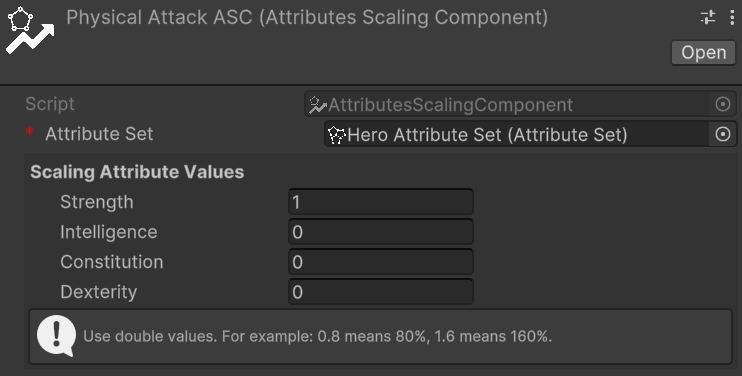 Physical Attack ASC (Attributes Scaling Component)
Open
Script AttributesScalingComponent
* Attribute Set Hero Attribute Set (Attribute Set)
Scaling Attribute Values
Strength 1
Intelligence 0
Constitution 0
Dexterity 0
Use double values. For example: 0.8 means 80%, 1.6 means 160%.